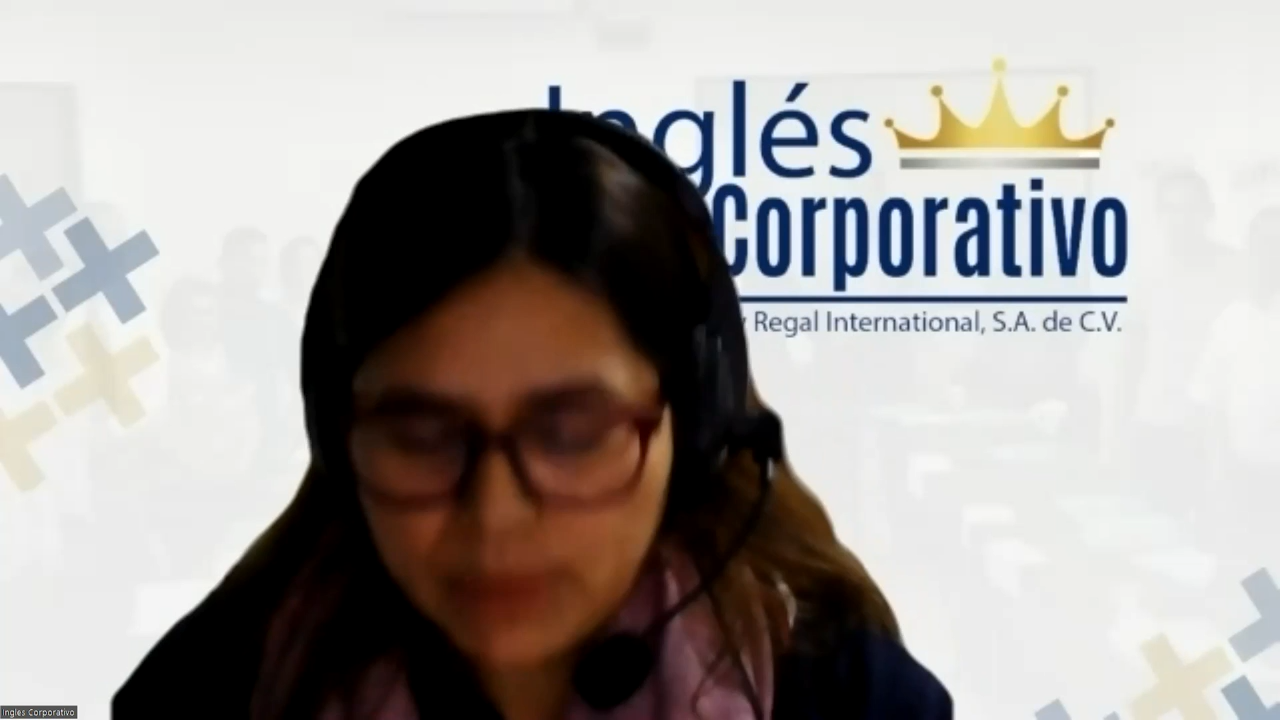 Inglés
Corporativo
Regal International, S.A. de C.V.
Ingles Corporativo